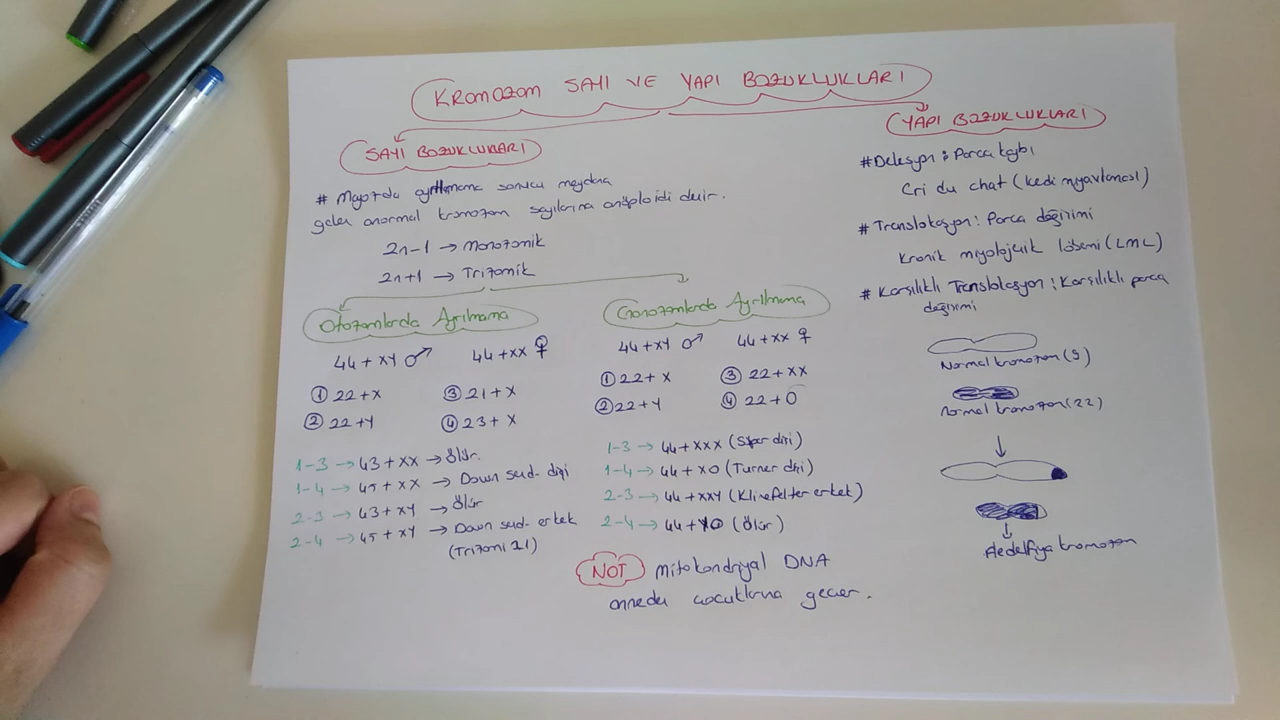 KROMOZOM SAYI VE YAPI BOZUKLUKLARI
SAYI BOZUKLUKLARI
# Mayozda ayrılmama sonucu meydana
gelen anormal kromozom sayılarına anöploidi denir.
2n-1 → Monozomik
2n+1 → Trizomik
Otozomlarda Ayrılmama
44+XY ♂ 44+XX ♀
① 22+X ③ 21+X
② 22+Y ④ 23+X
1-3 → 43+XX → Ölür.
1-4 → 45+XX → Down send- dişi
2-3 → 43+XY → Ölür
2-4 → 45+XY → Down send- erkek
(Trizomi 21)
Gonozomlarda Ayrılmama
44+XY ♂ 44+XX ♀
① 22+X ③ 22+XX
② 22+Y ④ 22+O
1-3 → 44+XXX (Süper dişi)
1-4 → 44+XO (Turner dişi)
2-3 → 44+XXY (Klinefelter erkek)
2-4 → 44+YO (Ölür)
NOT mitokondriyal DNA
anneden çocuklarına geçer.
YAPI BOZUKLUKLARI
# Delesyon : Parça kaybı
Cri du chat (kedi miyavlaması)
# Translokasyon : Parça değişimi
Kronik miyolojenik lösemi (LML)
# Karşılıklı Translokasyon : Karşılıklı parça
değişimi
Normal kromozom (9)
Normal kromozom (22)
↓
↓
Filedelfiya kromozom